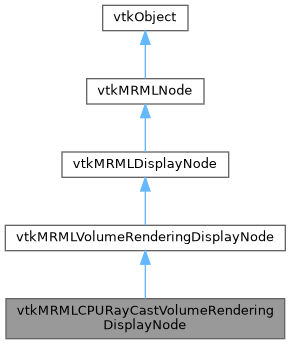 vtkObject
vtkMRMLNode
vtkMRMLDisplayNode
vtkMRMLVolumeRenderingDisplayNode
vtkMRMLCPURayCastVolumeRendering
DisplayNode